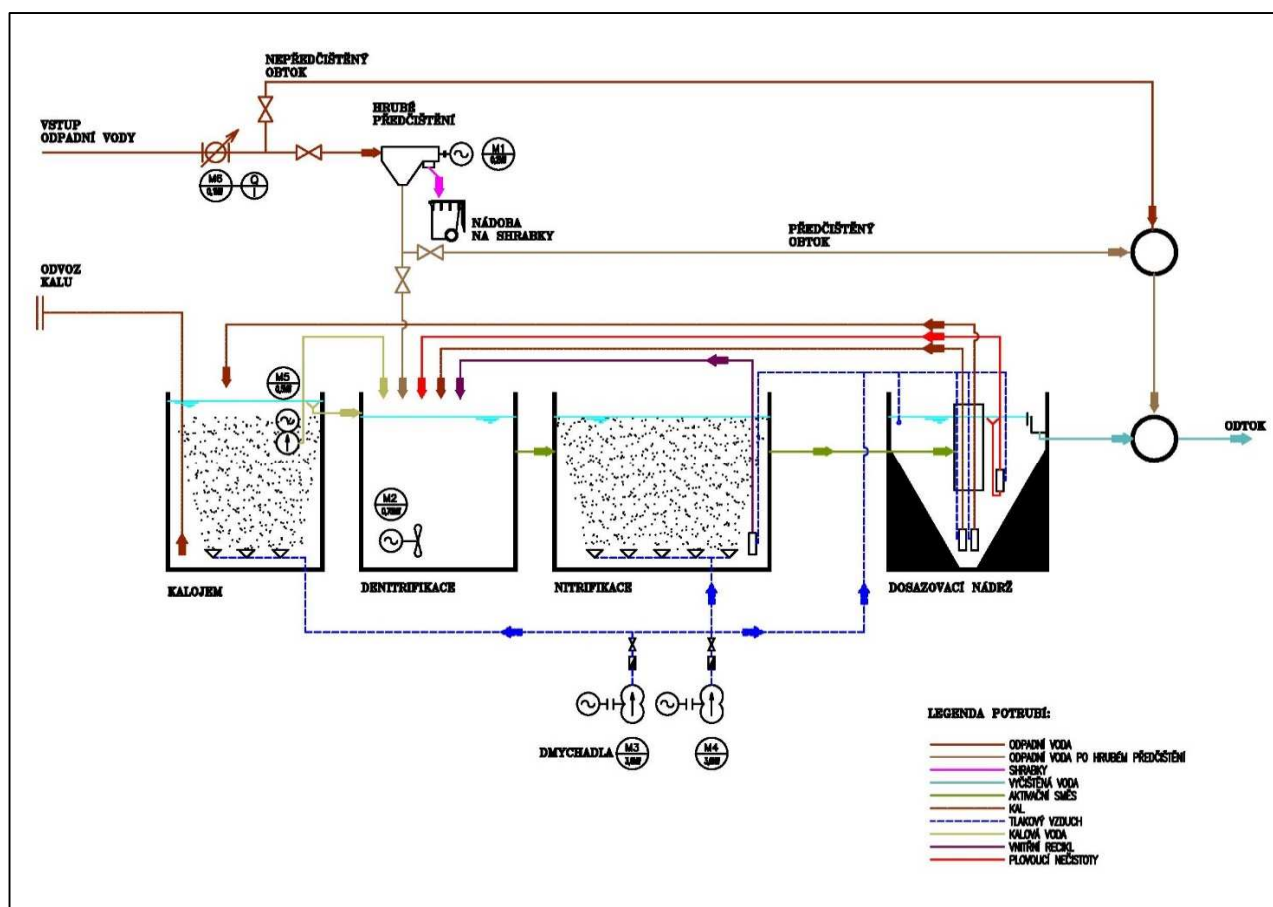 NEPŘEDČIŠTĚNÝ
OBTOK
VSTUP
ODPADNÍ VODY
HRUBÉ
PŘEDČIŠTĚNÍ
M1
M6
Q
I
NÁDOBA
NA SHRABKY
PŘEDČIŠTĚNÝ
OBTOK
ODVOZ
KALU
M5
M2
ODTOK
KALOJEM
DENITRIFIKACE
NITRIFIKACE
DOSAZOVACÍ NÁDRŽ
DMYCHADLA
M3
M4
LEGENDA POTRUBÍ:
ODPADNÍ VODA
ODPADNÍ VODA PO HRUBÉM PŘEDČIŠTĚNÍ
SHRABKY
VYČIŠTĚNÁ VODA
AKTIVAČNÍ SMĚS
KAL
TLAKOVÝ VZDUCH
KALOVÁ VODA
VNITŘNÍ RECIKL
PLOVOUCÍ NEČISTOTY